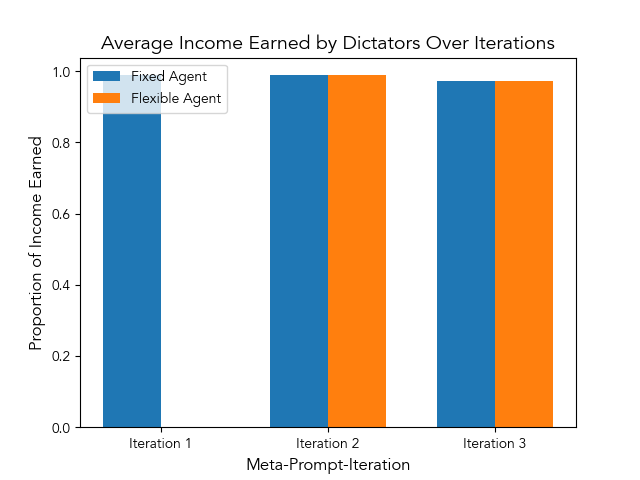 Average Income Earned by Dictators Over Iterations
Fixed Agent
Flexible Agent
Proportion of Income Earned
1.0
0.8
0.6
0.4
0.2
0.0
Iteration 1
Iteration 2
Iteration 3
Meta-Prompt-Iteration